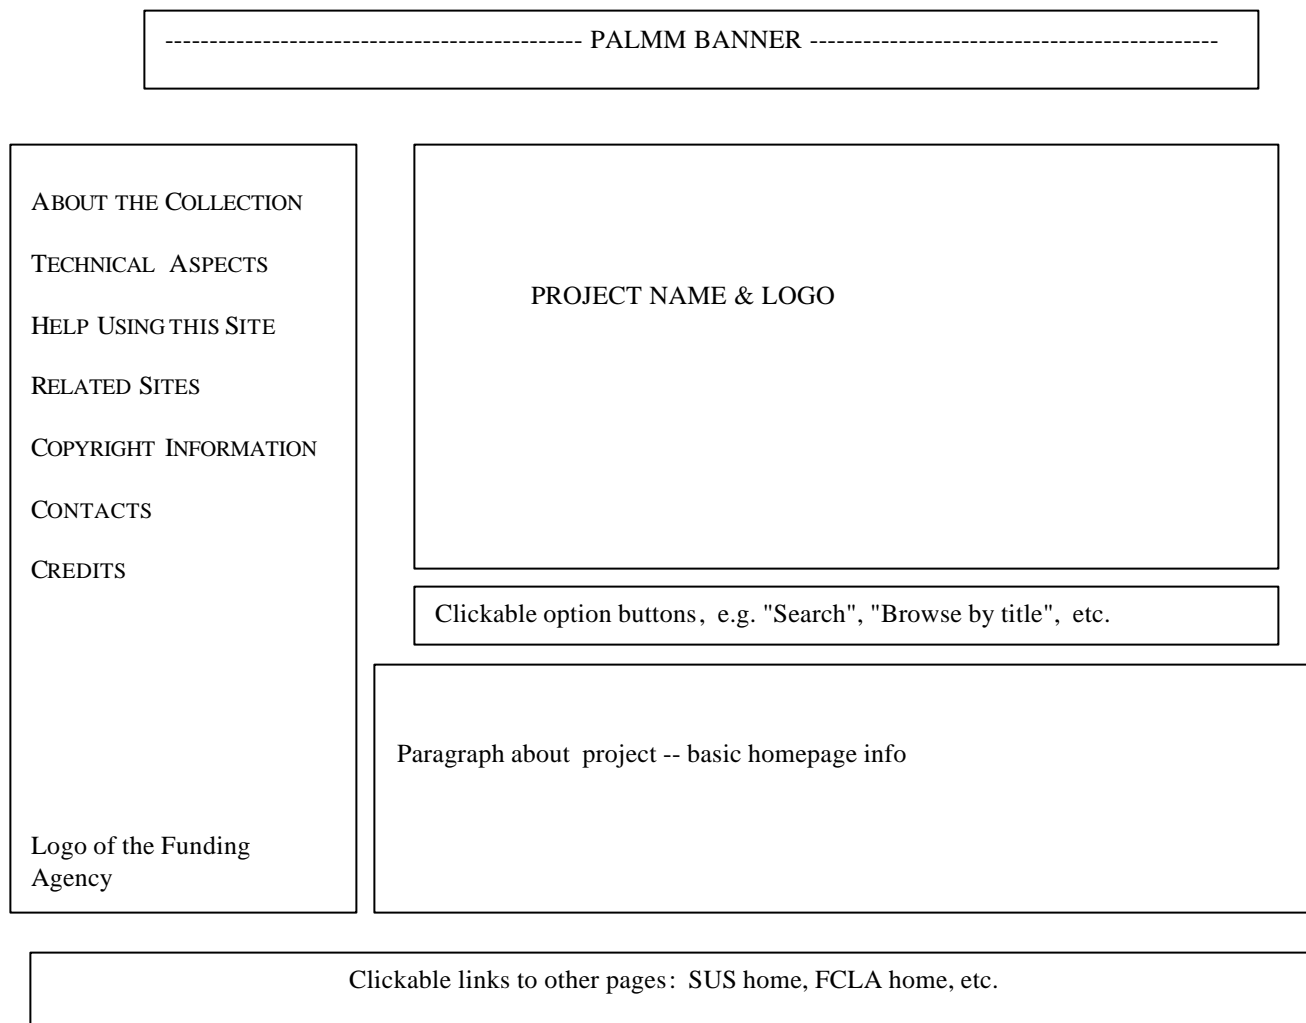 ----------------------------------------------- PALMM BANNER ----------------------------------------------
ABOUT THE COLLECTION
TECHNICAL ASPECTS
HELP USING THIS SITE
RELATED SITES
COPYRIGHT INFORMATION
CONTACTS
CREDITS
Logo of the Funding
Agency
PROJECT NAME & LOGO
Clickable option buttons, e.g. "Search", "Browse by title", etc.
Paragraph about project -- basic homepage info
Clickable links to other pages: SUS home, FCLA home, etc.